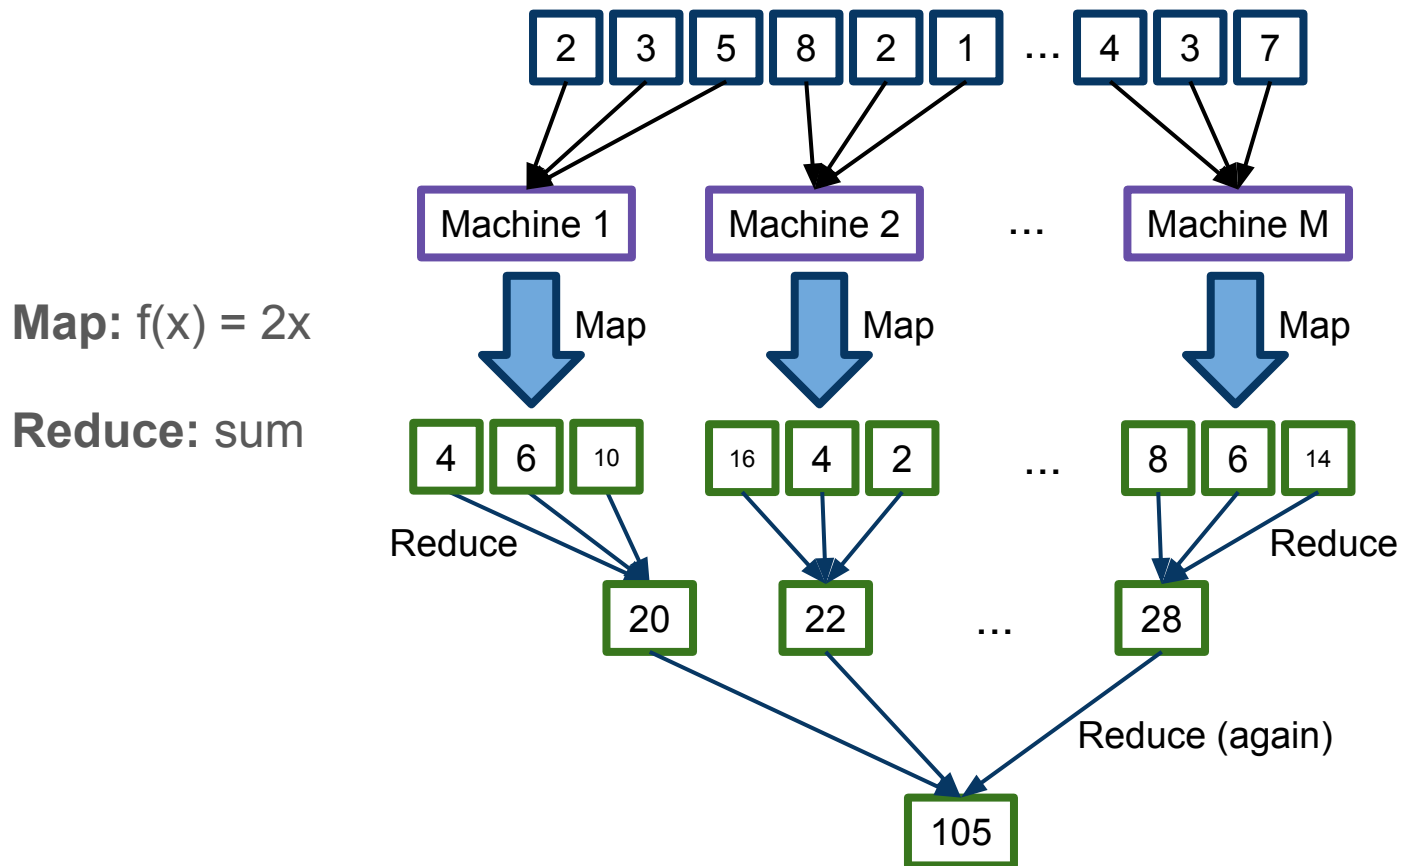 2 3 5 8 2 1 ... 4 3 7
Machine 1 Machine 2 ... Machine M
Map: f(x) = 2x
Map Map Map
Reduce: sum
4 6 10 16 4 2 ... 8 6 14
Reduce Reduce
20 22 ... 28
Reduce (again)
105